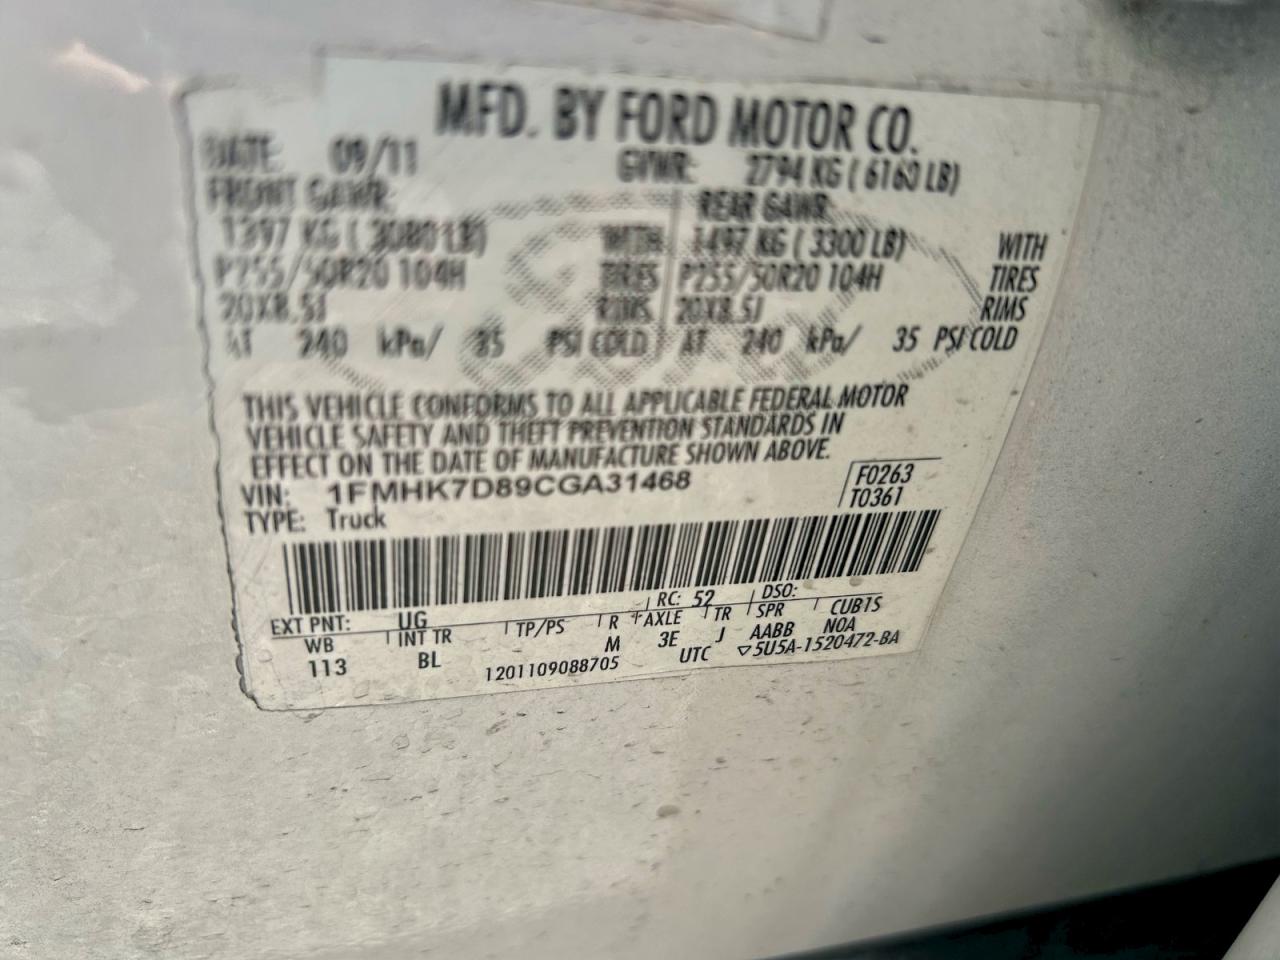 MFD. BY FORD MOTOR CO.
DATE: 09/11 GVWR: 2794 KG ( 6160 LB)
FRONT GAWR: REAR GAWR:
1397 KG ( 3080 LB) WITH 1497 KG ( 3300 LB) WITH
P255/50R20 104H TIRES P255/50R20 104H TIRES
20X8.5J RIMS 20X8.5J RIMS
AT 240 kPa/ 35 PSI COLD AT 240 kPa/ 35 PSI COLD
THIS VEHICLE CONFORMS TO ALL APPLICABLE FEDERAL MOTOR
VEHICLE SAFETY AND THEFT PREVENTION STANDARDS IN
EFFECT ON THE DATE OF MANUFACTURE SHOWN ABOVE.
VIN: 1FMHK7D89CGA31468 F0263
TYPE: Truck T0361
EXT PNT: UG RC: 52 DSO:
WB INT TR TP/PS R AXLE TR SPR CUB1S
113 BL M 3E J AABB N0A
1201109088705 UTC ▽5U5A-1520472-BA